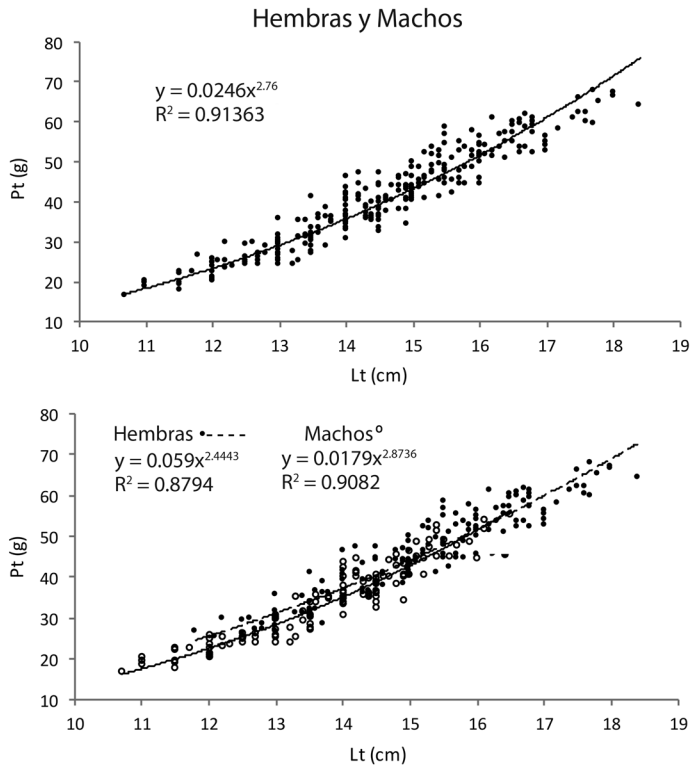 Hembras y Machos
80
70
60
50
40
30
20
10
Pt (g)
y = 0.0246x^2.76
R² = 0.91363
10 11 12 13 14 15 16 17 18 19
Lt (cm)
80
70
60
50
40
30
20
10
Pt (g)
Hembras Machos
y = 0.059x^2.4443 y = 0.0179x^2.8736
R² = 0.8794 R² = 0.9082
10 11 12 13 14 15 16 17 18 19
Lt (cm)